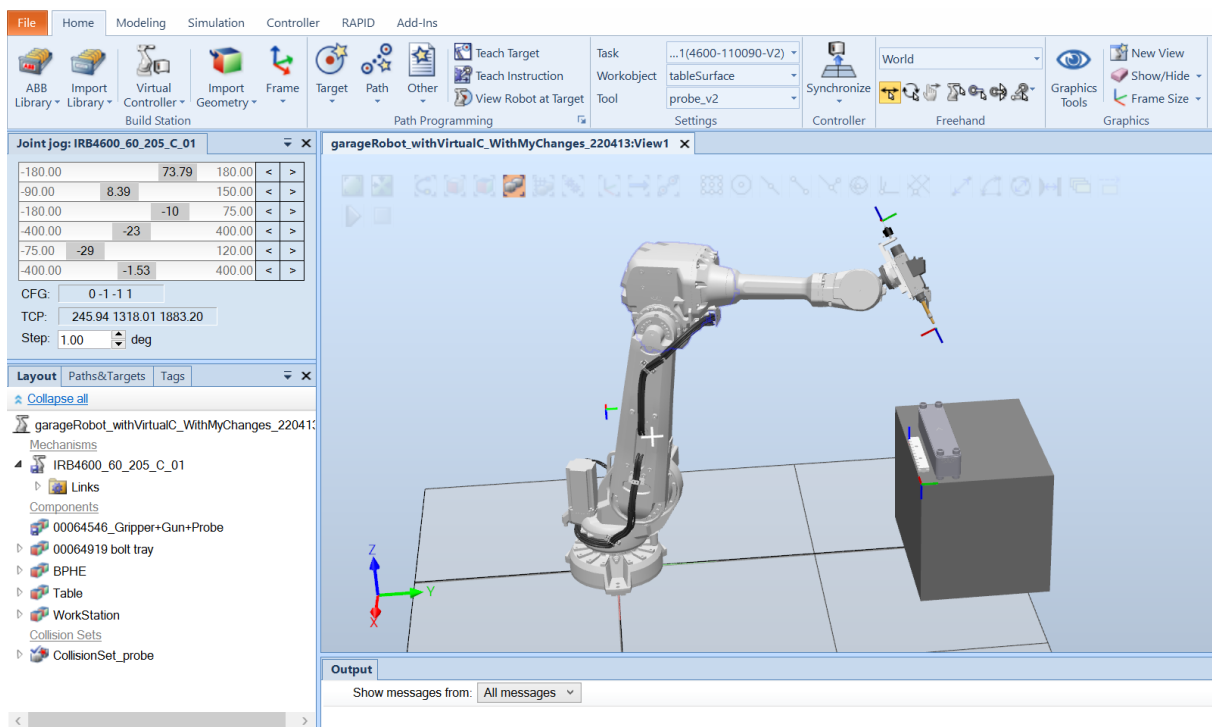 File Home Modeling Simulation Controller RAPID Add-Ins
ABB Library
Import Library
Virtual Controller
Import Geometry
Frame
Build Station
Target
Path
Other
Teach Target
Teach Instruction
View Robot at Target
Path Programming
Task ...1(4600-110090-V2)
Workobject tableSurface
Tool probe_v2
Settings
Synchronize
Controller
World
Freehand
Graphics Tools
New View
Show/Hide
Frame Size
Graphics
Joint jog: IRB4600_60_205_C_01
-180.00 73.79 180.00 < >
-90.00 8.39 150.00 < >
-180.00 -10 75.00 < >
-400.00 -23 400.00 < >
-75.00 -29 120.00 < >
-400.00 -1.53 400.00 < >
CFG: 0 -1 -1 1
TCP: 245.94 1318.01 1883.20
Step: 1.00 deg
Layout Paths&Targets Tags
Collapse all
garageRobot_withVirtualC_WithMyChanges_22041
Mechanisms
IRB4600_60_205_C_01
Links
Components
00064546_Gripper+Gun+Probe
00064919 bolt tray
BPHE
Table
WorkStation
Collision Sets
CollisionSet_probe
garageRobot_withVirtualC_WithMyChanges_220413:View1
Z
Y
X
Output
Show messages from: All messages